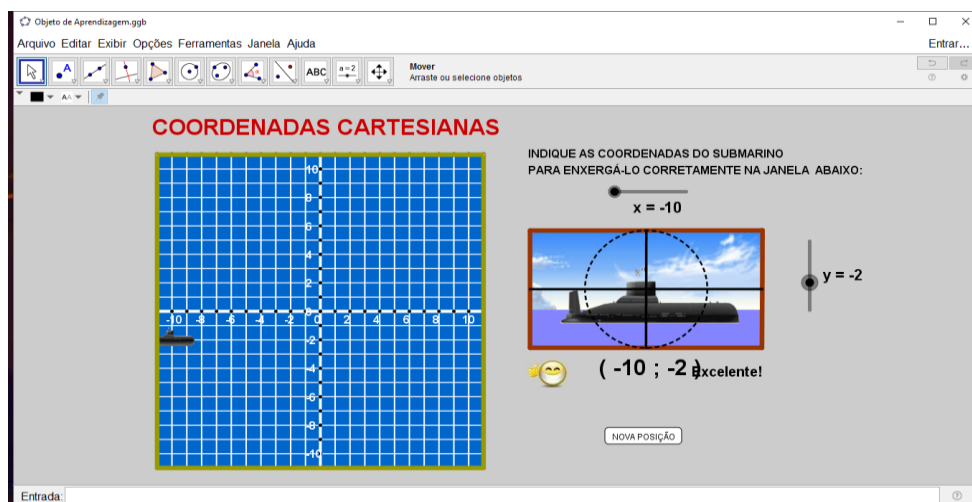 Objeto de Aprendizagem.ggb
Arquivo Editar Exibir Opções Ferramentas Janela Ajuda
Entrar...
A
ABC
a=2
Mover
Arraste ou selecione objetos
AA
COORDENADAS CARTESIANAS
INDIQUE AS COORDENADAS DO SUBMARINO
PARA ENXERGÁ-LO CORRETAMENTE NA JANELA ABAIXO:
x = -10
y = -2
10
8
6
4
2
0
-10 -8 -6 -4 -2 0 2 4 6 8 10
-2
-4
-6
-8
-10
( -10 ; -2 ) Excelente!
NOVA POSIÇÃO
Entrada: